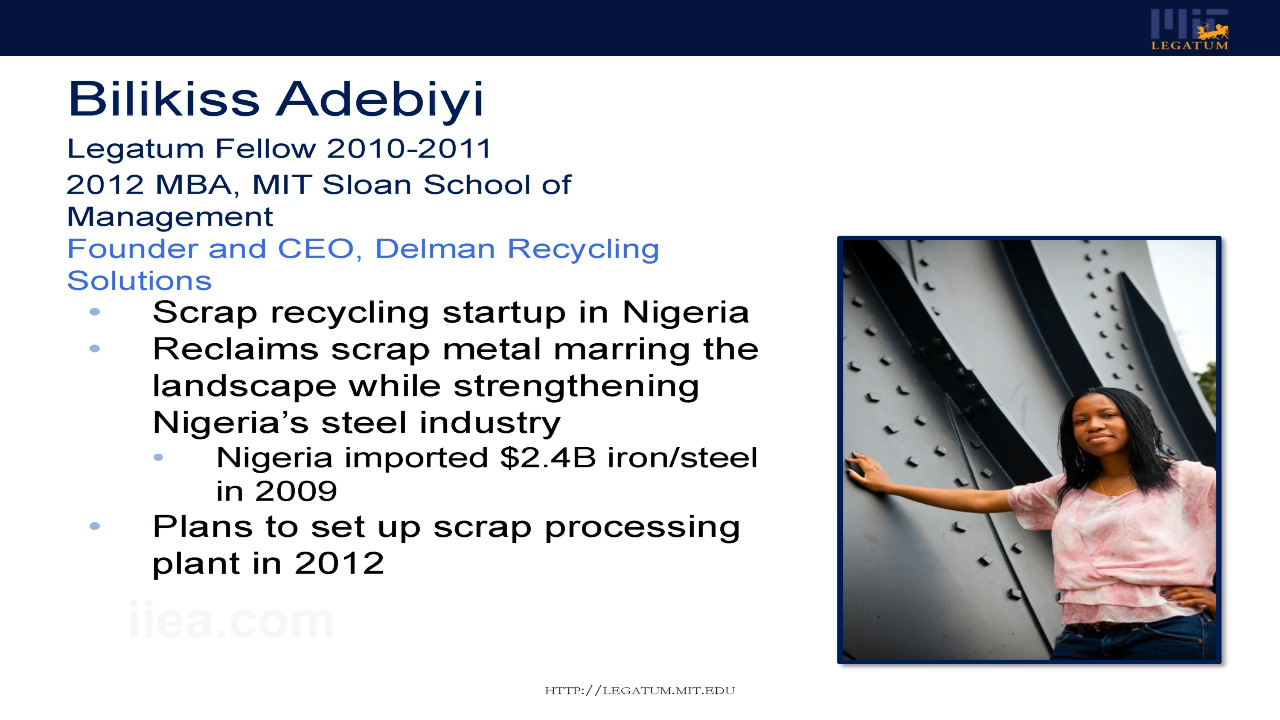 MIT
LEGATUM
Bilikiss Adebiyi
Legatum Fellow 2010-2011
2012 MBA, MIT Sloan School of
Management
Founder and CEO, Delman Recycling
Solutions
• Scrap recycling startup in Nigeria
• Reclaims scrap metal marring the
landscape while strengthening
Nigeria’s steel industry
• Nigeria imported $2.4B iron/steel
in 2009
• Plans to set up scrap processing
plant in 2012
iiea.com
HTTP://LEGATUM.MIT.EDU